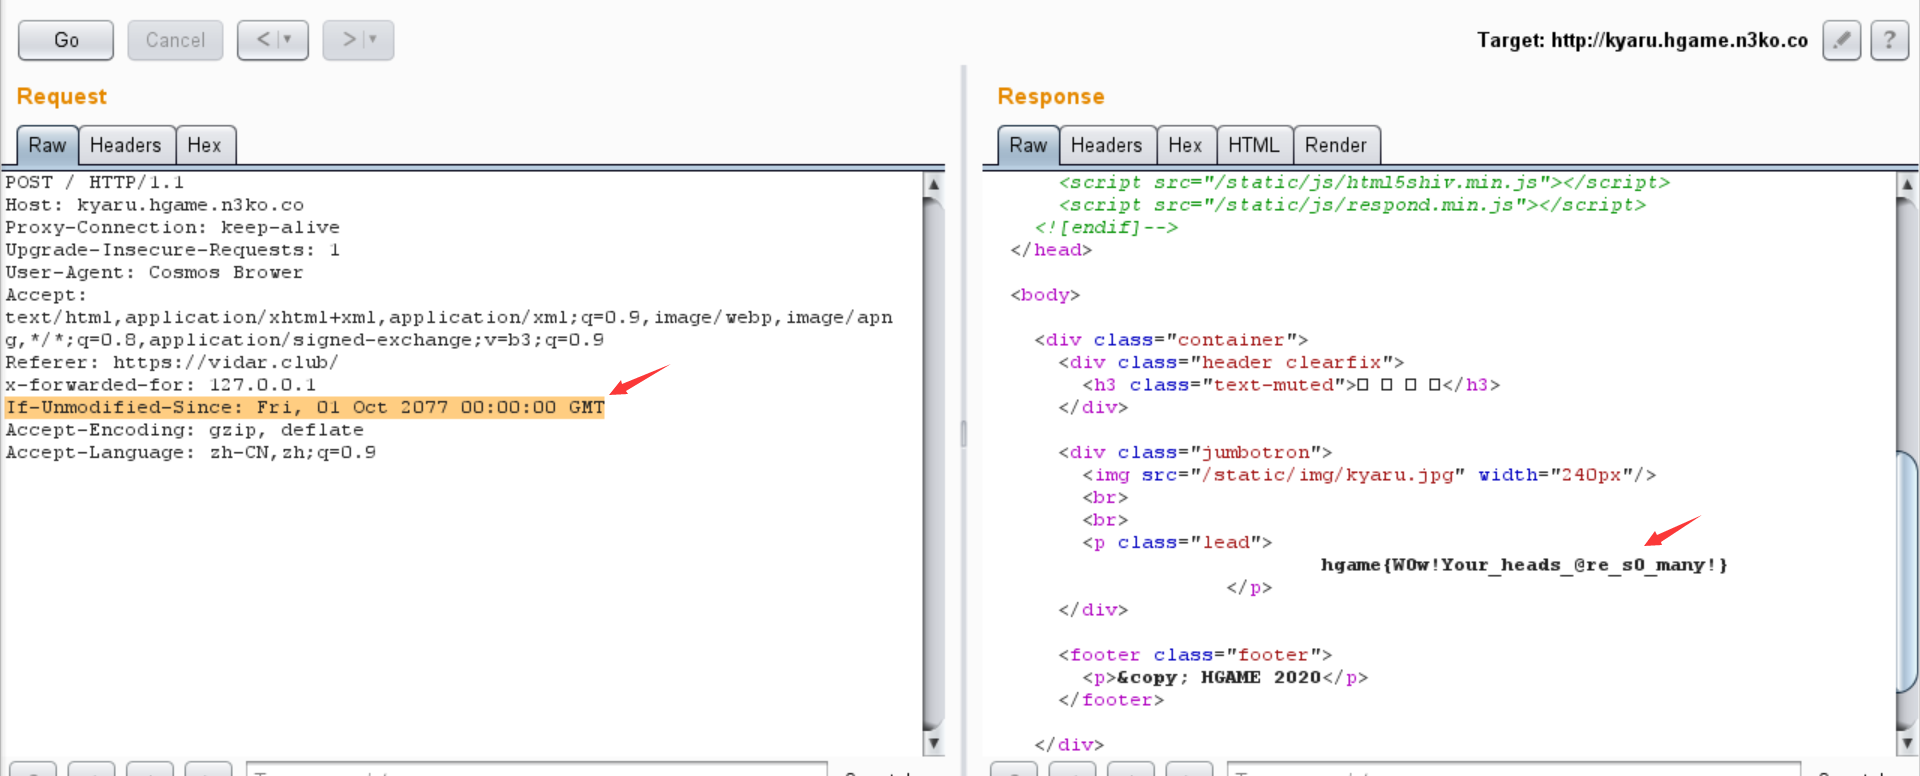 Go
Cancel
<
>
Target: http://kyaru.hgame.n3ko.co
?
Request
Raw
Headers
Hex
POST / HTTP/1.1
Host: kyaru.hgame.n3ko.co
Proxy-Connection: keep-alive
Upgrade-Insecure-Requests: 1
User-Agent: Cosmos Brower
Accept:
text/html,application/xhtml+xml,application/xml;q=0.9,image/webp,image/apn
g,*/*;q=0.8,application/signed-exchange;v=b3;q=0.9
Referer: https://vidar.club/
x-forwarded-for: 127.0.0.1
If-Unmodified-Since: Fri, 01 Oct 2077 00:00:00 GMT
Accept-Encoding: gzip, deflate
Accept-Language: zh-CN,zh;q=0.9
Response
Raw
Headers
Hex
HTML
Render
<script src="/static/js/html5shiv.min.js"></script>
<script src="/static/js/respond.min.js"></script>
<![endif]-->
</head>
<body>
<div class="container">
<div class="header clearfix">
<h3 class="text-muted">□ □ □ □</h3>
</div>
<div class="jumbotron">
<img src="/static/img/kyaru.jpg" width="240px"/>
<br>
<br>
<p class="lead">
hgame{W0w!Your_heads_@re_s0_many!}
</p>
</div>
<footer class="footer">
<p>&copy; HGAME 2020</p>
</footer>
</div>